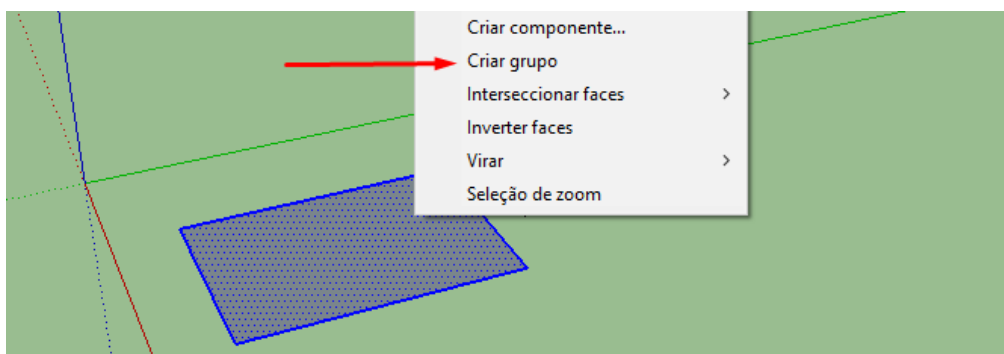 Criar componente...
Criar grupo
Interseccionar faces
Inverter faces
Virar
Seleção de zoom